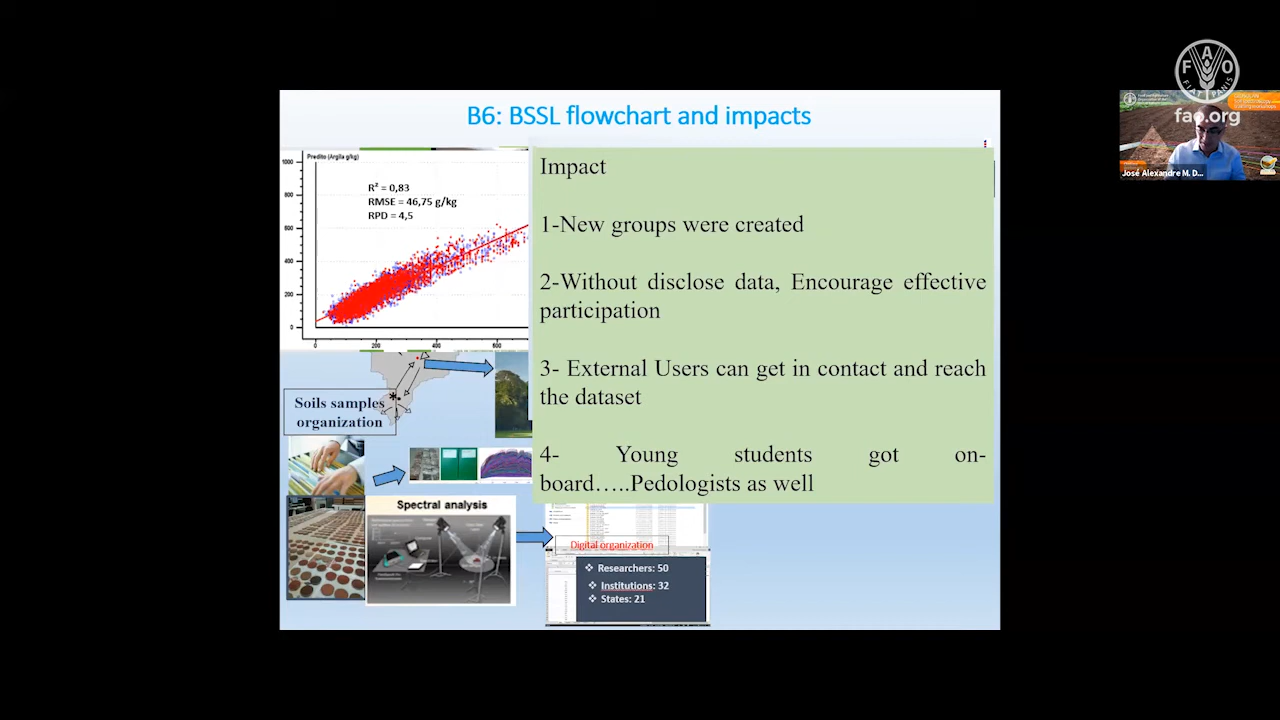 B6: BSSL flowchart and impacts
Predito (Argila g/kg)
1000
800
600
400
200
0
0
200
400
600
R² = 0,83
RMSE = 46,75 g/kg
RPD = 4,5
Impact
1-New groups were created
2-Without disclose data, Encourage effective
participation
3- External Users can get in contact and reach
the dataset
4- Young students got on-
board…..Pedologists as well
Soils samples
organization
Spectral analysis
Digital organization
❖ Researchers: 50
❖ Institutions: 32
❖ States: 21
F A O
FIAT PANIS
fao.org
José Alexandre M. D...